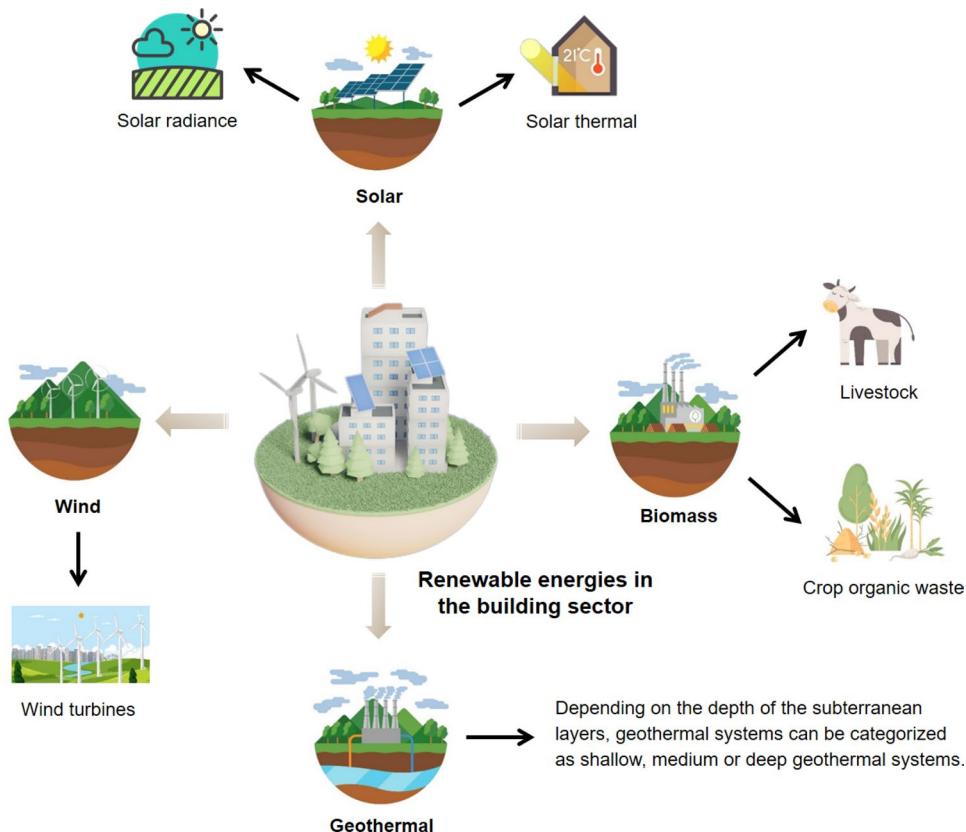 21°C
Solar radiance
Solar thermal
Solar
Livestock
Wind
Biomass
Renewable energies in
the building sector
Crop organic waste
Wind turbines
Depending on the depth of the subterranean
layers, geothermal systems can be categorized
as shallow, medium or deep geothermal systems.
Geothermal